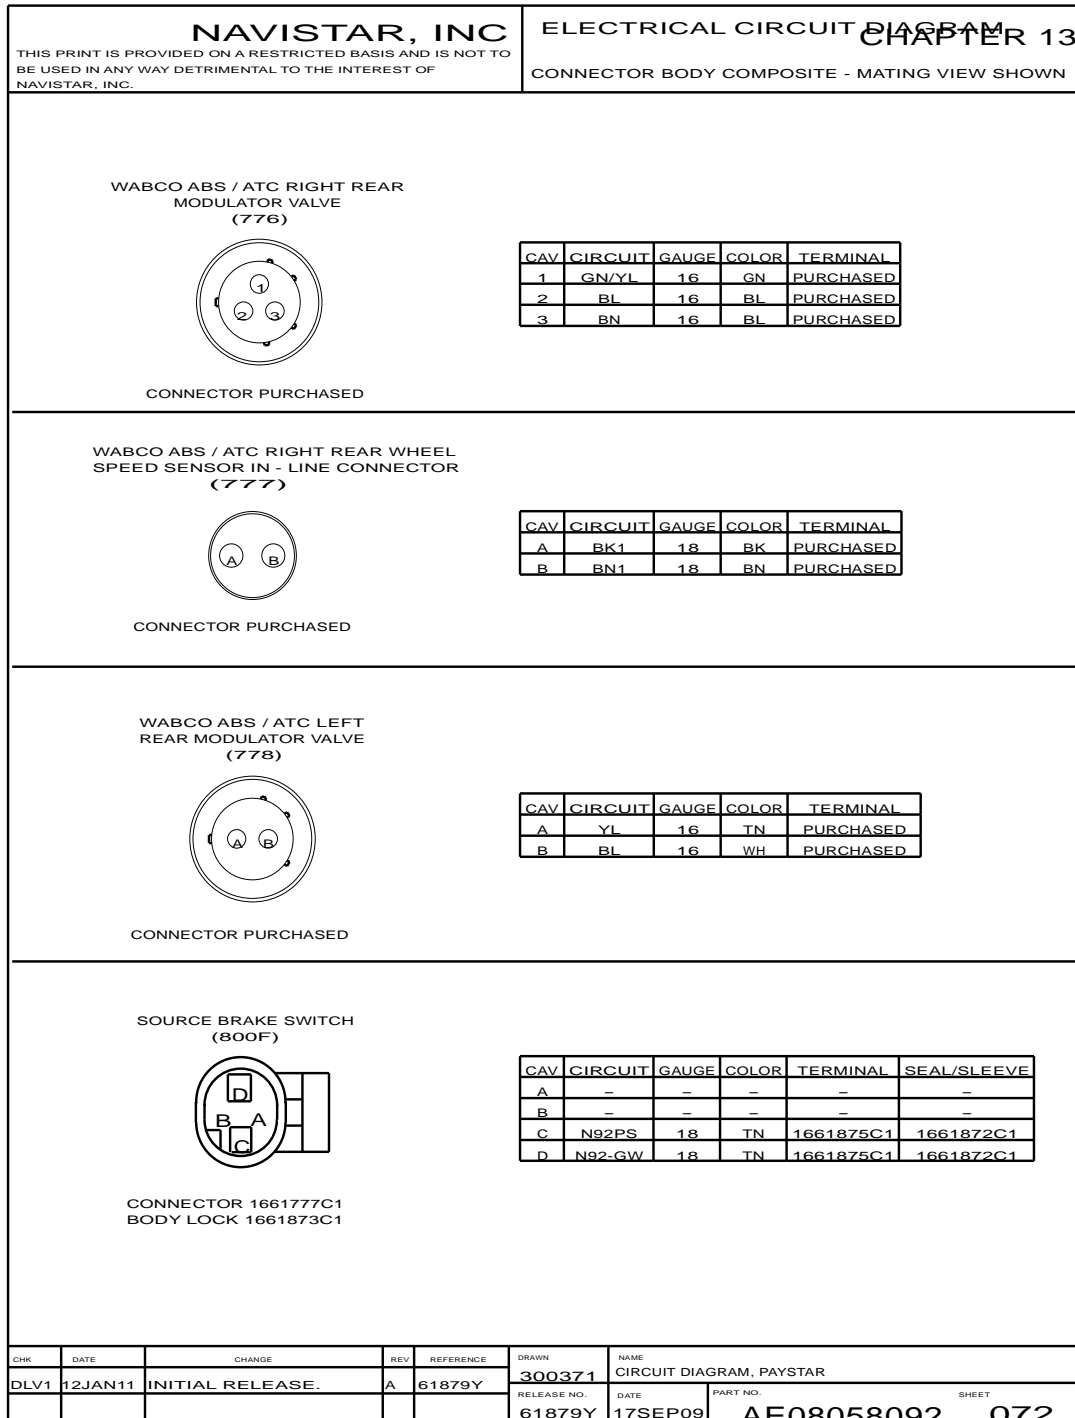 NAVISTAR, INC
THIS PRINT IS PROVIDED ON A RESTRICTED BASIS AND IS NOT TO
BE USED IN ANY WAY DETRIMENTAL TO THE INTEREST OF
NAVISTAR, INC.
ELECTRICAL CIRCUIT DIAGRAM
CHAPTER 13
CONNECTOR BODY COMPOSITE - MATING VIEW SHOWN
WABCO ABS / ATC RIGHT REAR
MODULATOR VALVE
(776)
1
2 3
CONNECTOR PURCHASED
CAV CIRCUIT GAUGE COLOR TERMINAL
1 GN/YL 16 GN PURCHASED
2 BL 16 BL PURCHASED
3 BN 16 BL PURCHASED
WABCO ABS / ATC RIGHT REAR WHEEL
SPEED SENSOR IN - LINE CONNECTOR
(777)
A B
CONNECTOR PURCHASED
CAV CIRCUIT GAUGE COLOR TERMINAL
A BK1 18 BK PURCHASED
B BN1 18 BN PURCHASED
WABCO ABS / ATC LEFT
REAR MODULATOR VALVE
(778)
A B
CONNECTOR PURCHASED
CAV CIRCUIT GAUGE COLOR TERMINAL
A YL 16 TN PURCHASED
B BL 16 WH PURCHASED
SOURCE BRAKE SWITCH
(800F)
D
B A
C
CONNECTOR 1661777C1
BODY LOCK 1661873C1
CAV CIRCUIT GAUGE COLOR TERMINAL SEAL/SLEEVE
A – – – – –
B – – – – –
C N92PS 18 TN 1661875C1 1661872C1
D N92-GW 18 TN 1661875C1 1661872C1
CHK DATE CHANGE REV REFERENCE
DLV1 12JAN11 INITIAL RELEASE. A 61879Y
DRAWN
300371
NAME
CIRCUIT DIAGRAM, PAYSTAR
RELEASE NO. DATE PART NO. SHEET
61879Y 17SEP09 AE08058092 072